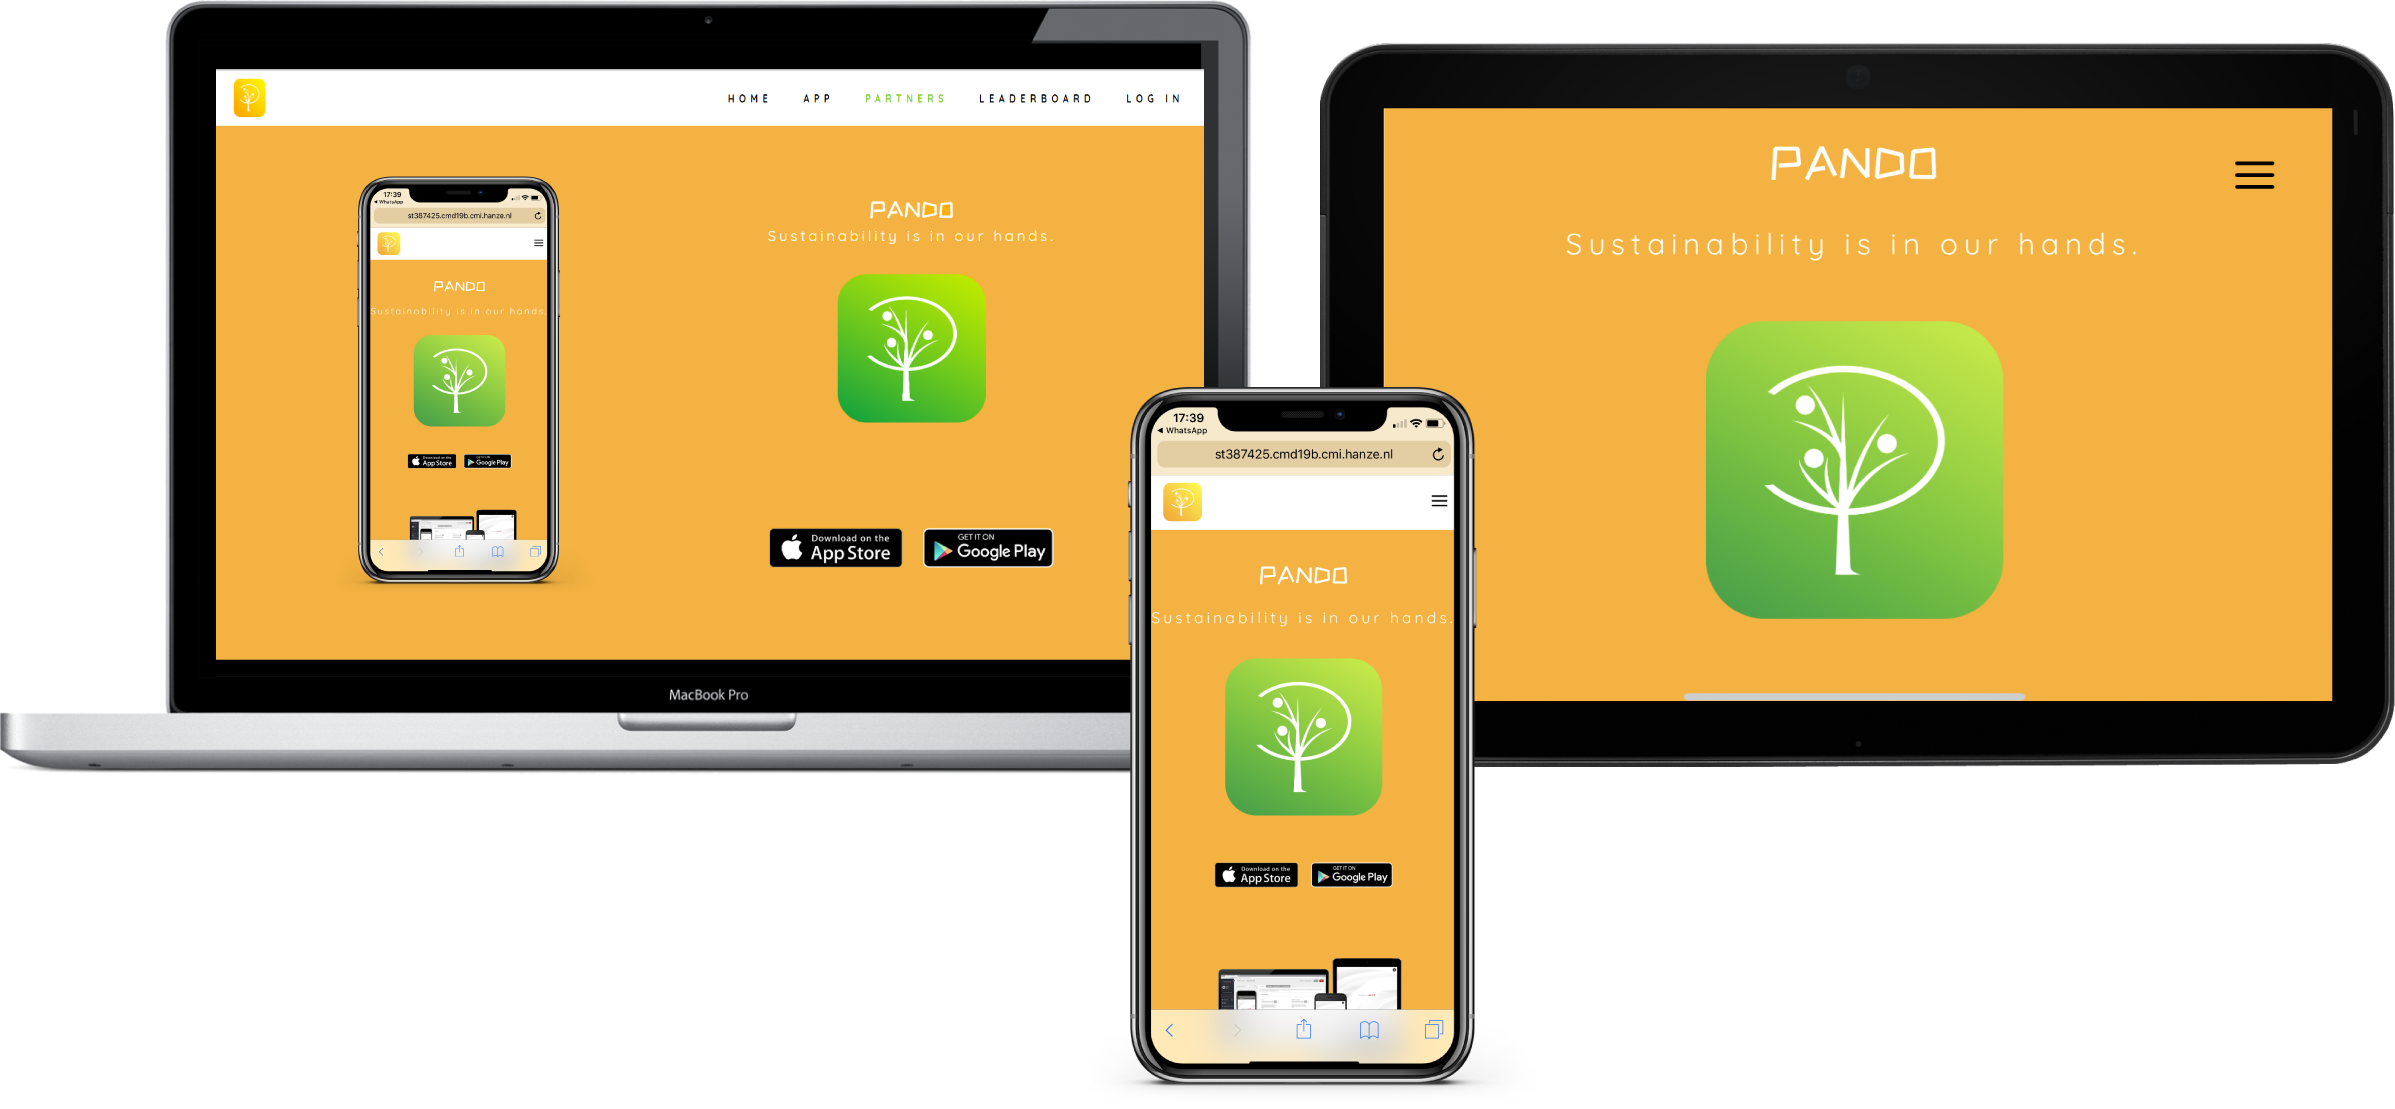 HOME APP PARTNERS LEADERBOARD LOG IN
17:39
WhatsApp
st387425.cmd19b.cmi.hanze.nl
PANDO
Sustainability is in our hands.
Download on the
App Store
GET IT ON
Google Play
PANDO
Sustainability is in our hands.
Download on the
App Store
GET IT ON
Google Play
MacBook Pro
PANDO
Sustainability is in our hands.
17:39
WhatsApp
st387425.cmd19b.cmi.hanze.nl
PANDO
Sustainability is in our hands.
Download on the
App Store
GET IT ON
Google Play